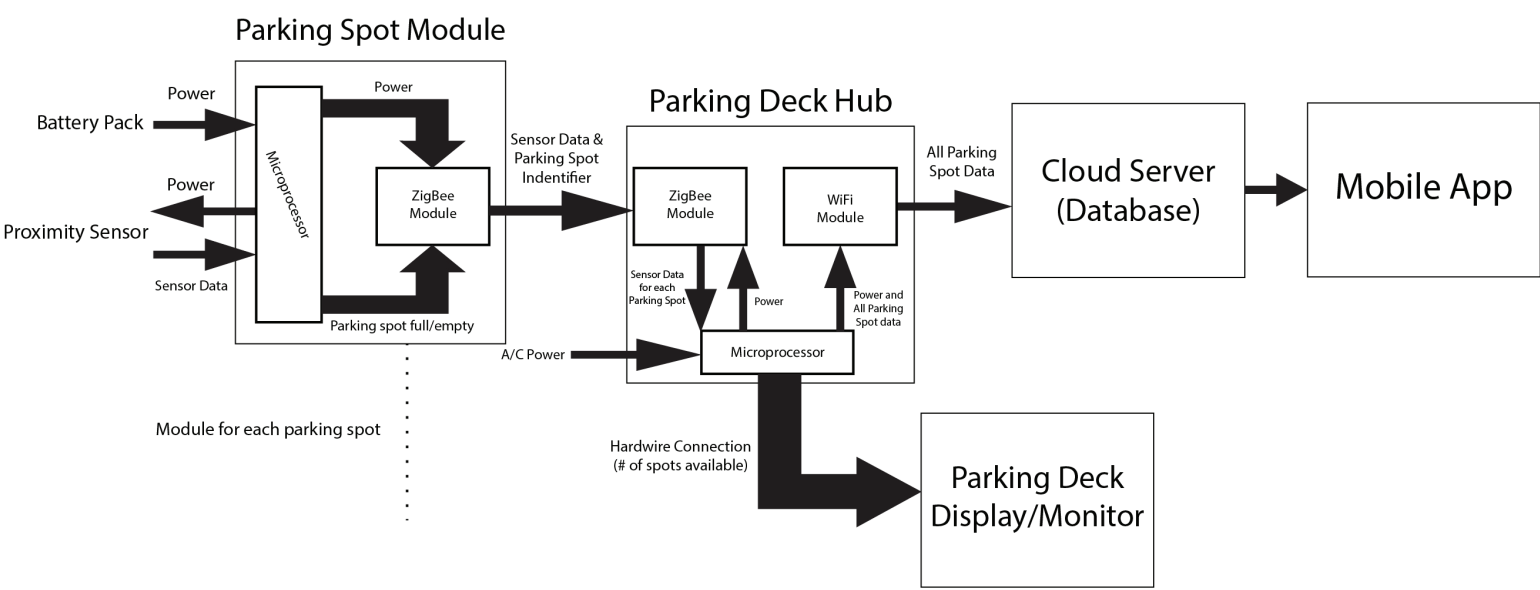 Parking Spot Module
Power
Battery Pack
Power
Proximity Sensor
Sensor Data
Microprocessor
Power
ZigBee
Module
Parking spot full/empty
Module for each parking spot
Sensor Data &
Parking Spot
Indentifier
Parking Deck Hub
ZigBee
Module
WiFi
Module
Sensor Data
for each
Parking Spot
Power
Power and
All Parking
Spot data
A/C Power
Microprocessor
Hardwire Connection
(# of spots available)
All Parking
Spot Data
Cloud Server
(Database)
Mobile App
Parking Deck
Display/Monitor